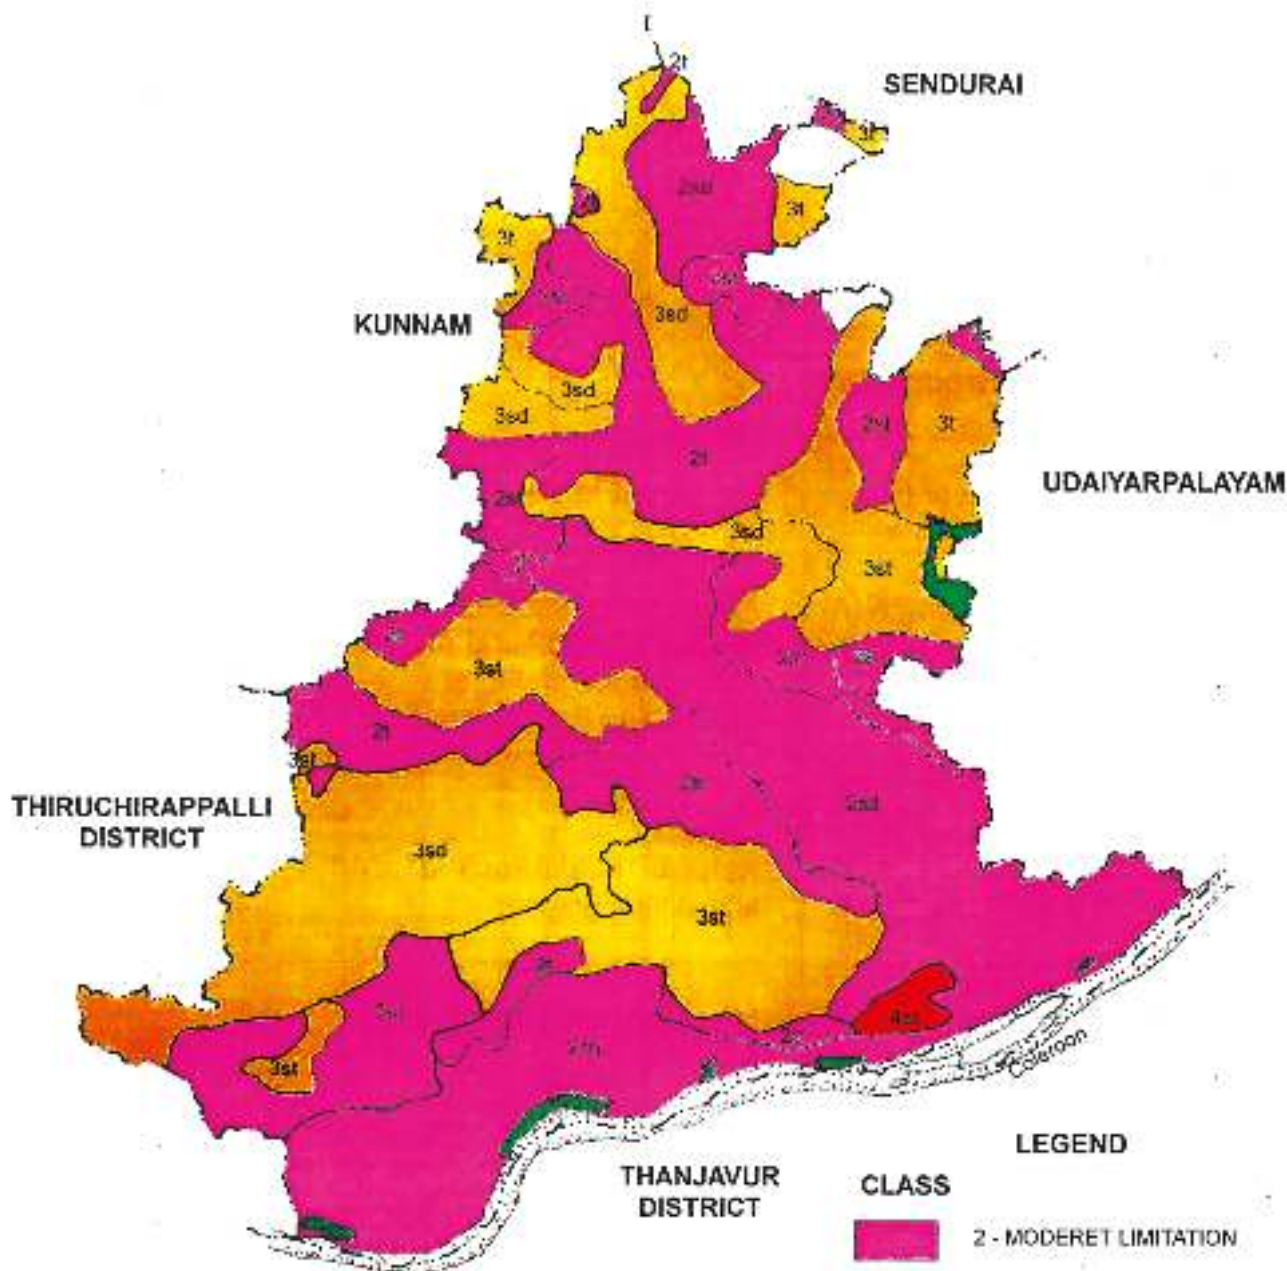 2t
SENDURAI
3t
2sd
3t
3t
KUNNAM
3sd
3sd
3sd
2st
3t
2t
UDAIYARPALAYAM
3sd
3st
3st
2t
3st
THIRUCHIRAPPALLI
DISTRICT
2sd
3sd
3st
4st
3st
Coleroon
LEGEND
THANJAVUR
DISTRICT
CLASS
2 - MODERET LIMITATION